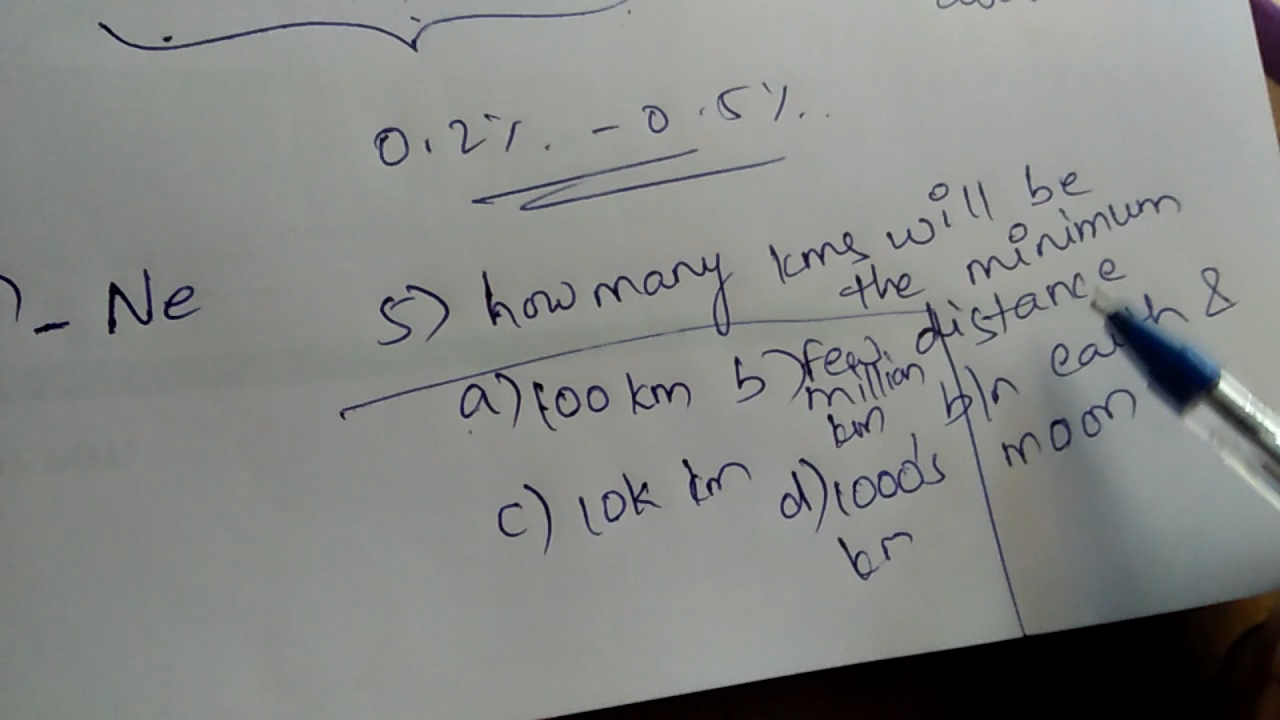 0.2% - 0.5%.
- Ne
5) how many kms will be
the minimum
distance
b/n earth &
moon
a) 100 km b) few million km
c) 10k km d) 1000's km